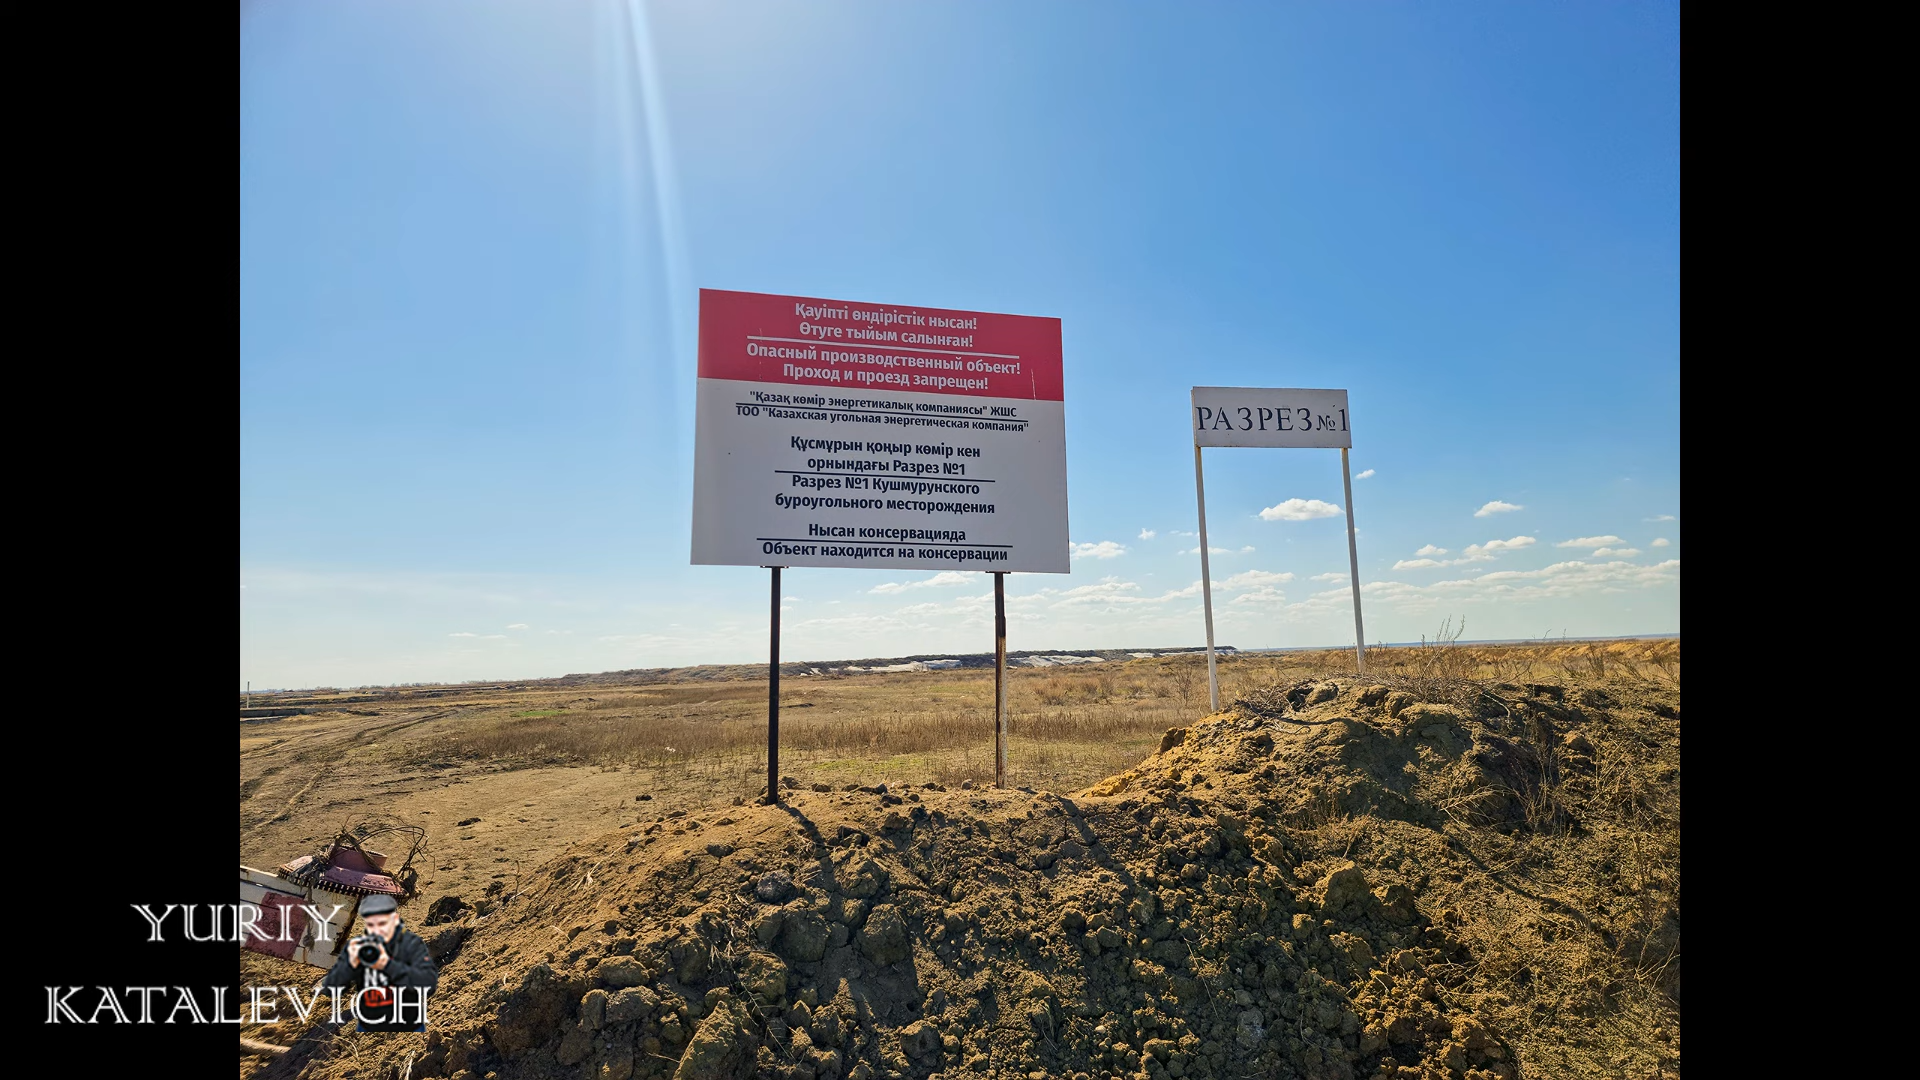 Қауіпті өндірістік нысан!
Өтуге тыйым салынған!
Опасный производственный объект!
Проход и проезд запрещен!
"Қазақ көмір энергетикалық компаниясы" ЖШС
ТОО "Казахская угольная энергетическая компания"
Құсмұрын қоңыр көмір кен
орнындағы Разрез №1
Разрез №1 Кушмурунского
буроугольного месторождения
Нысан консервацияда
Объект находится на консервации
РАЗРЕЗ №1
YURIY
KATALEVICH